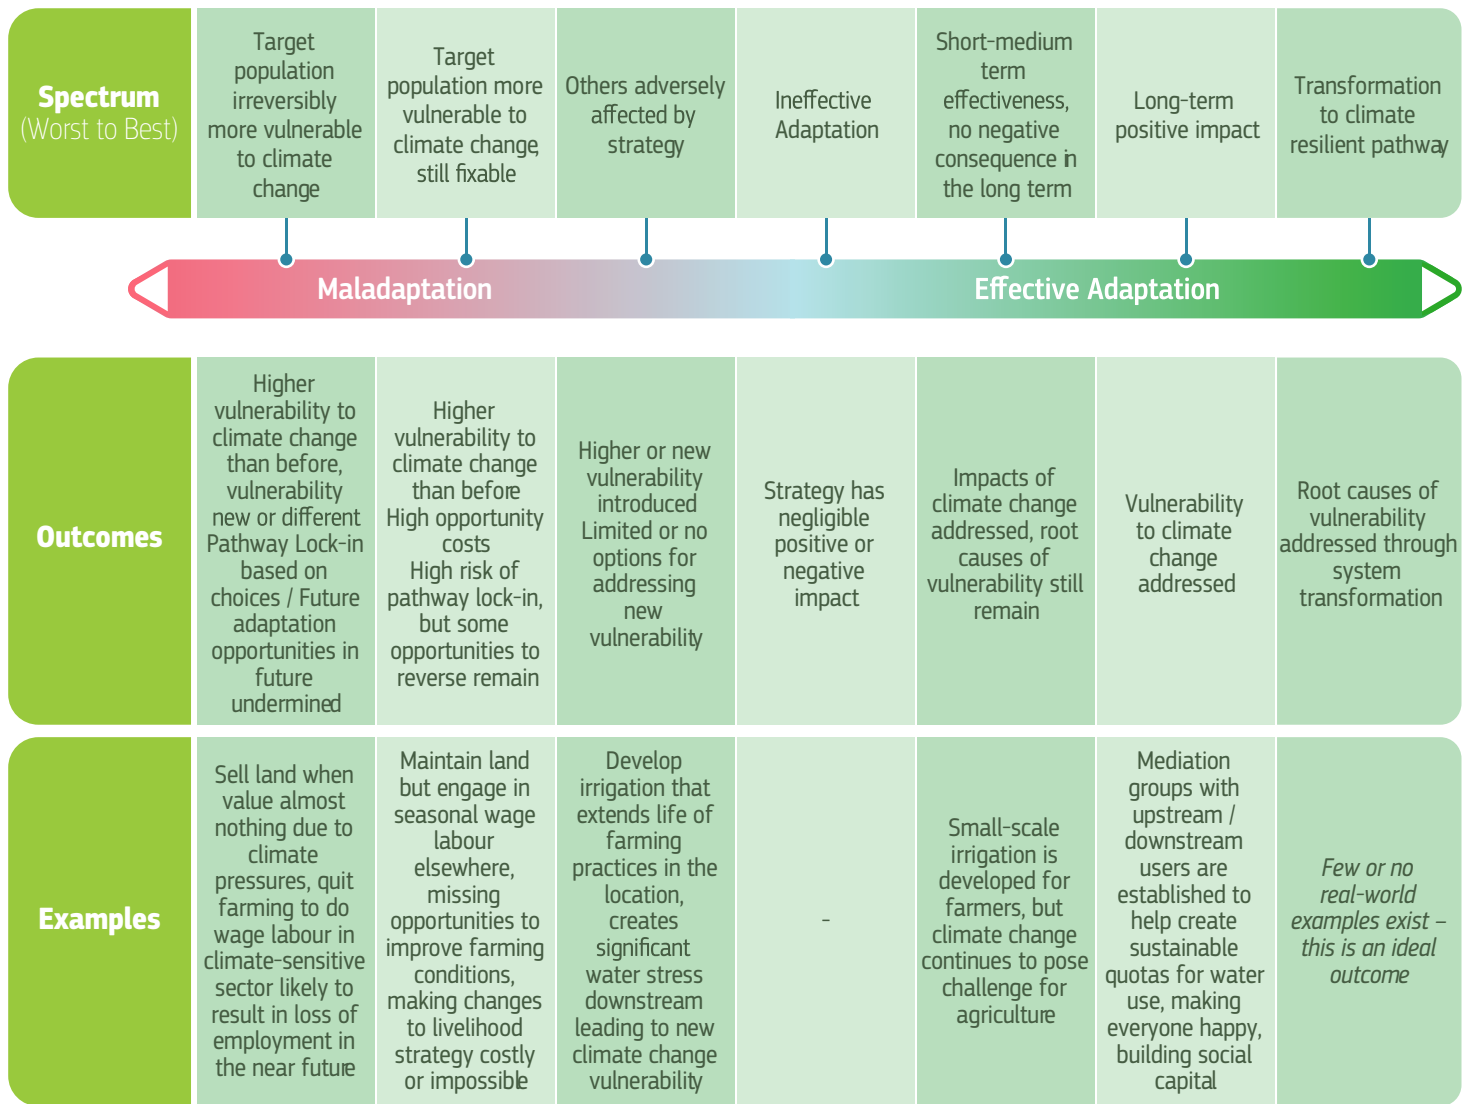 Spectrum
(Worst to Best)
Target
population
irreversibly
more vulnerable
to climate
change
Target
population more
vulnerable to
climate change,
still fixable
Others adversely
affected by
strategy
Ineffective
Adaptation
Short-medium
term
effectiveness,
no negative
consequence in
the long term
Long-term
positive impact
Transformation
to climate
resilient pathway
Maladaptation
Effective Adaptation
Outcomes
Higher
vulnerability to
climate change
than before,
vulnerability
new or different
Pathway Lock-in
based on
choices / Future
adaptation
opportunities in
future
undermined
Higher
vulnerability to
climate change
than before
High opportunity
costs
High risk of
pathway lock-in,
but some
opportunities to
reverse remain
Higher or new
vulnerability
introduced
Limited or no
options for
addressing
new
vulnerability
Strategy has
negligible
positive or
negative
impact
Impacts of
climate change
addressed, root
causes of
vulnerability still
remain
Vulnerability
to climate
change
addressed
Root causes of
vulnerability
addressed through
system
transformation
Examples
Sell land when
value almost
nothing due to
climate
pressures, quit
farming to do
wage labour in
climate-sensitive
sector likely to
result in loss of
employment in
the near future
Maintain land
but engage in
seasonal wage
labour
elsewhere,
missing
opportunities to
improve farming
conditions,
making changes
to livelihood
strategy costly
or impossible
Develop
irrigation that
extends life of
farming
practices in the
location,
creates
significant
water stress
downstream
leading to new
climate change
vulnerability
-
Small-scale
irrigation is
developed for
farmers, but
climate change
continues to pose
challenge for
agriculture
Mediation
groups with
upstream /
downstream
users are
established to
help create
sustainable
quotas for water
use, making
everyone happy,
building social
capital
Few or no
real-world
examples exist –
this is an ideal
outcome